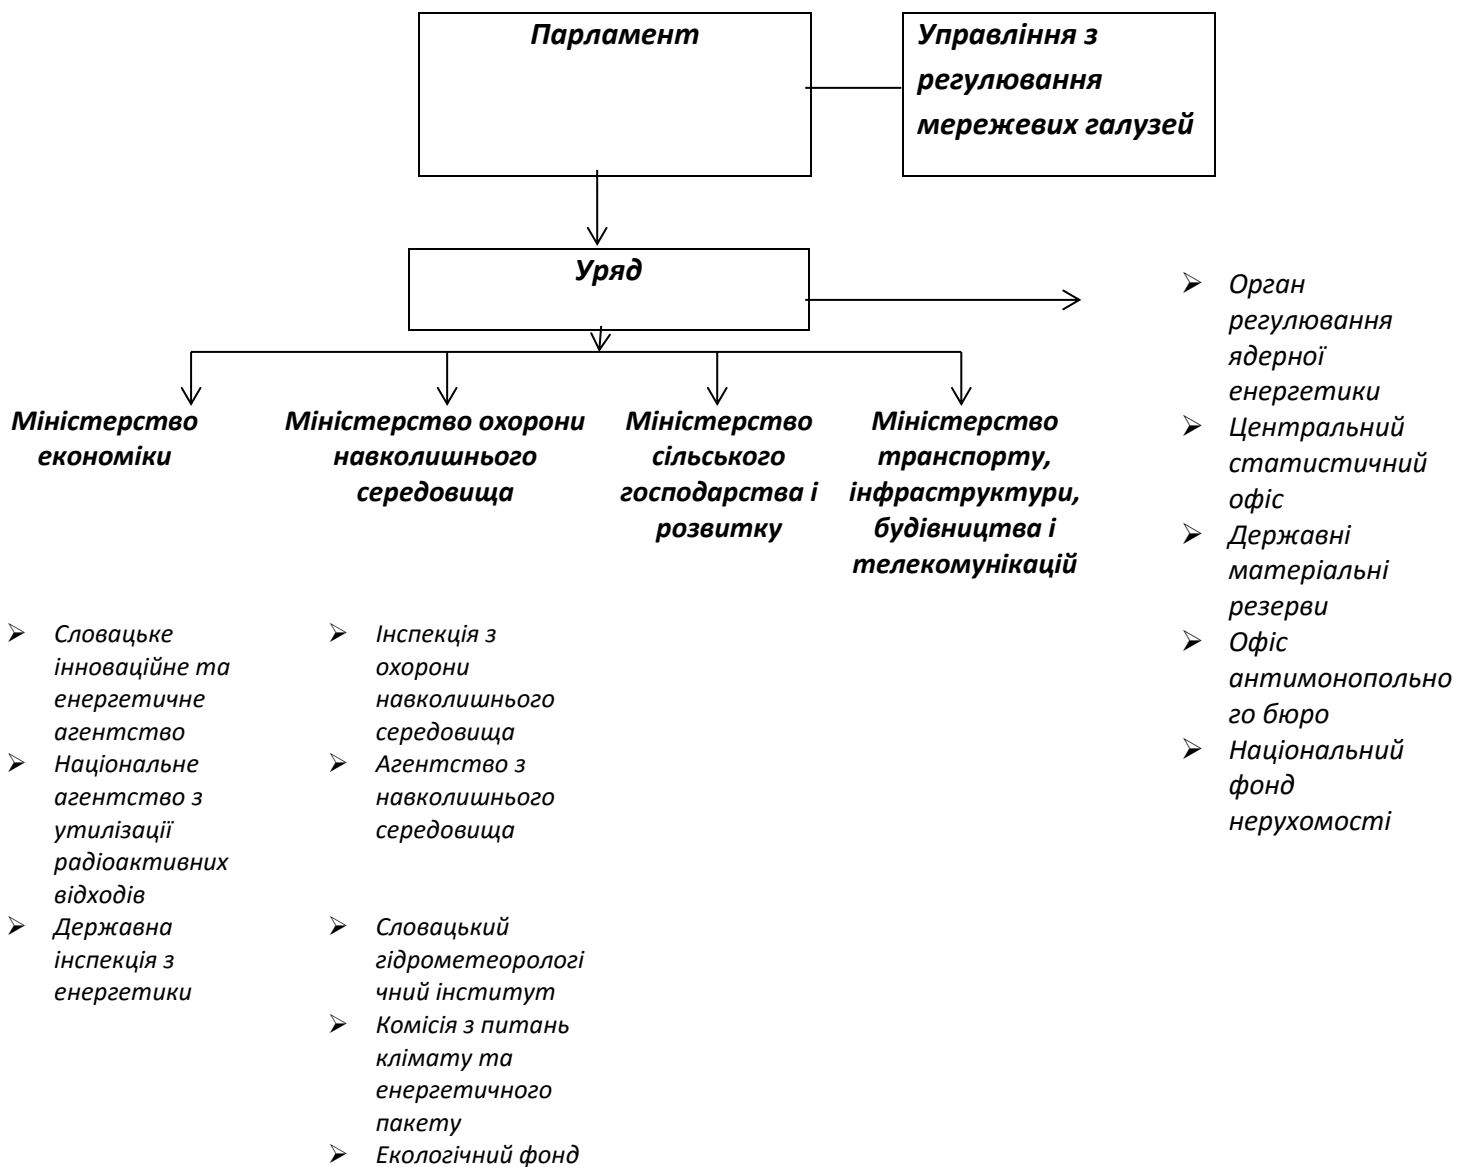 Парламент
Управління з
регулювання
мережевих галузей
Уряд
Міністерство
економіки
Міністерство охорони
навколишнього
середовища
Міністерство
сільського
господарства і
розвитку
Міністерство
транспорту,
інфраструктури,
будівництва і
телекомунікацій
➢ Орган
регулювання
ядерної
енергетики
➢ Центральний
статистичний
офіс
➢ Державні
матеріальні
резерви
➢ Офіс
антимонопольно
го бюро
➢ Національний
фонд
нерухомості
➢ Словацьке
інноваційне та
енергетичне
агентство
➢ Національне
агентство з
утилізації
радіоактивних
відходів
➢ Державна
інспекція з
енергетики
➢ Інспекція з
охорони
навколишнього
середовища
➢ Агентство з
навколишнього
середовища
➢ Словацький
гідрометеорологі
чний інститут
➢ Комісія з питань
клімату та
енергетичного
пакету
➢ Екологічний фонд